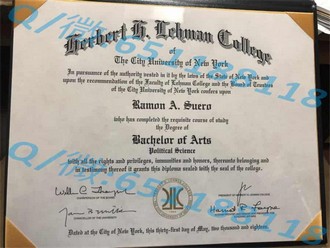 Herbert H. Lehman College
of
The City University of New York
In pursuance of the authority vested in it by the laws of the State of New York and
upon the recommendation of the Faculty of Lehman College and the Board of Trustees
of the City University of New York confers upon
Ramon A. Suero
who has completed the requisite course of study
the Degree of
Bachelor of Arts
Political Science
with all the rights and privileges, immunities and honors, thereunto belonging and
in testimony thereof it grants this diploma sealed with the seal of the college.
Dated at the City of New York, this thirty-first day of May, two thousand and eighteen